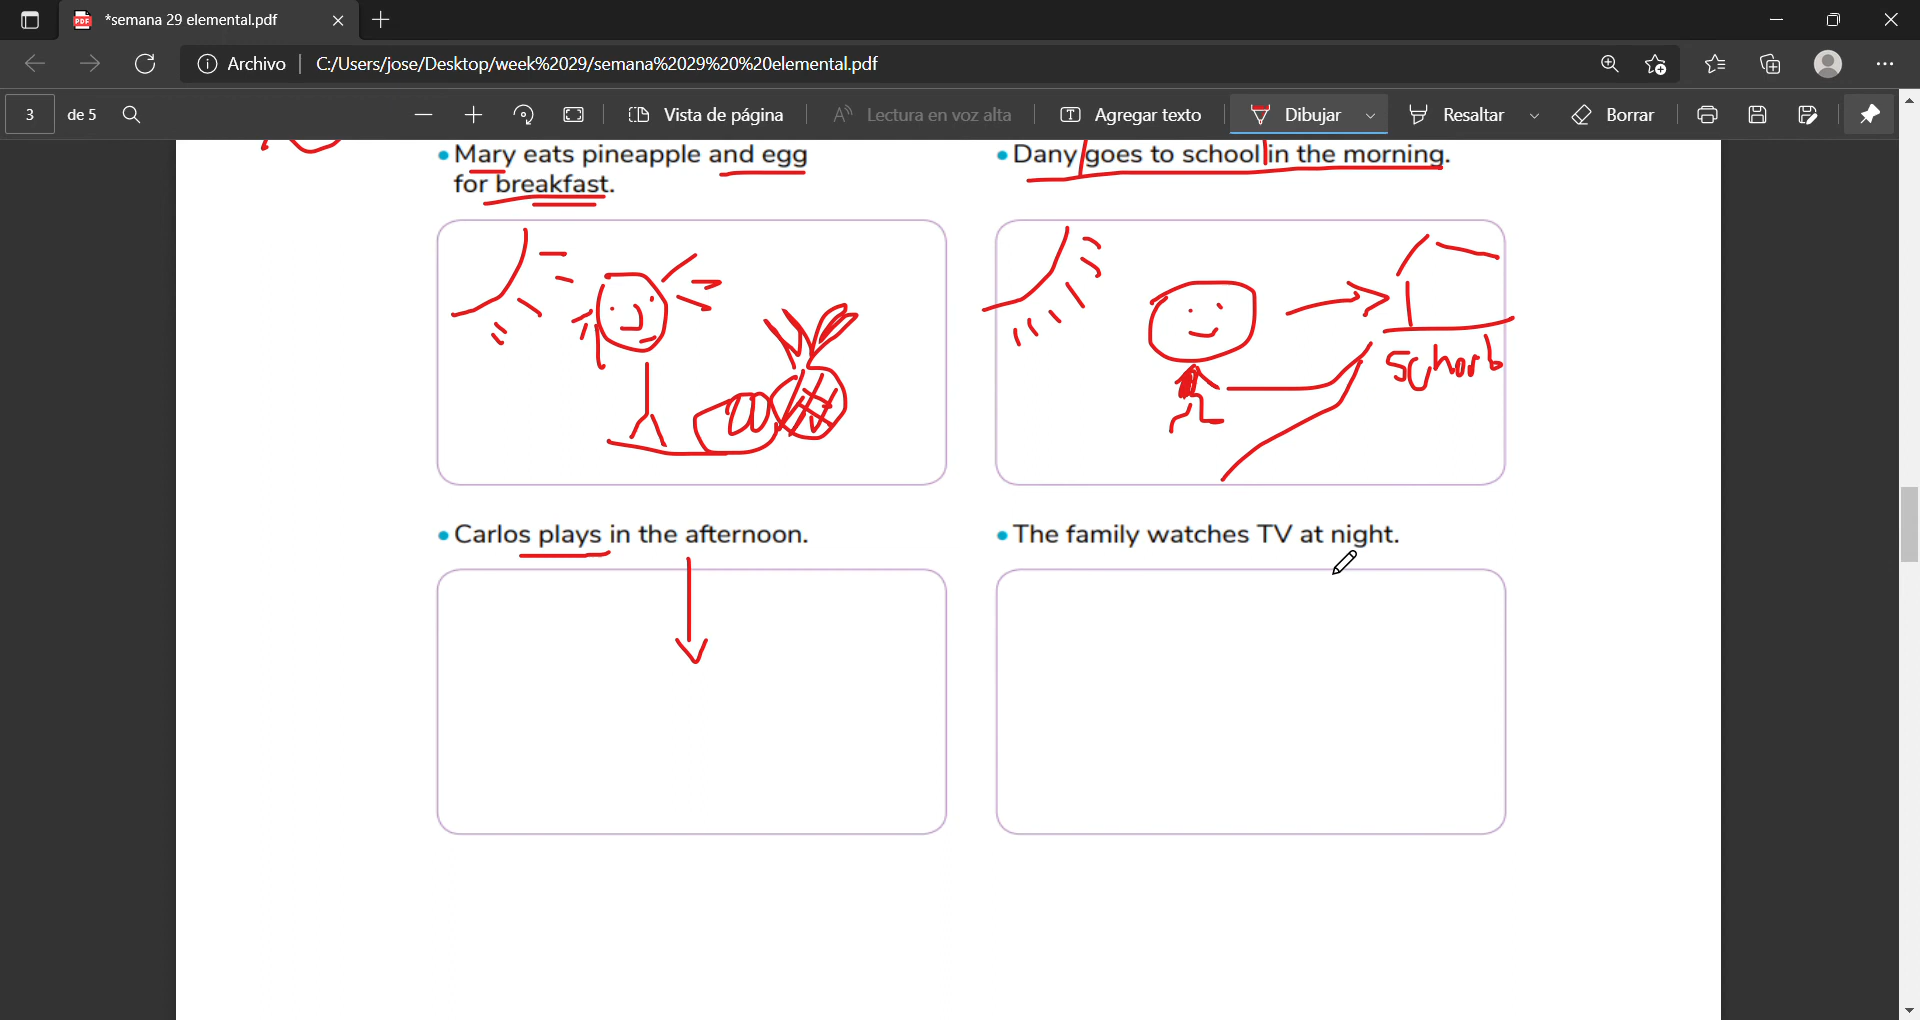 *semana 29 elemental.pdf
Archivo
C:/Users/jose/Desktop/week%2029/semana%2029%20%20elemental.pdf
3
de 5
Vista de página
Lectura en voz alta
Agregar texto
Dibujar
Resaltar
Borrar
• Mary eats pineapple and egg
for breakfast.
• Dany goes to school in the morning.
• Carlos plays in the afternoon.
• The family watches TV at night.